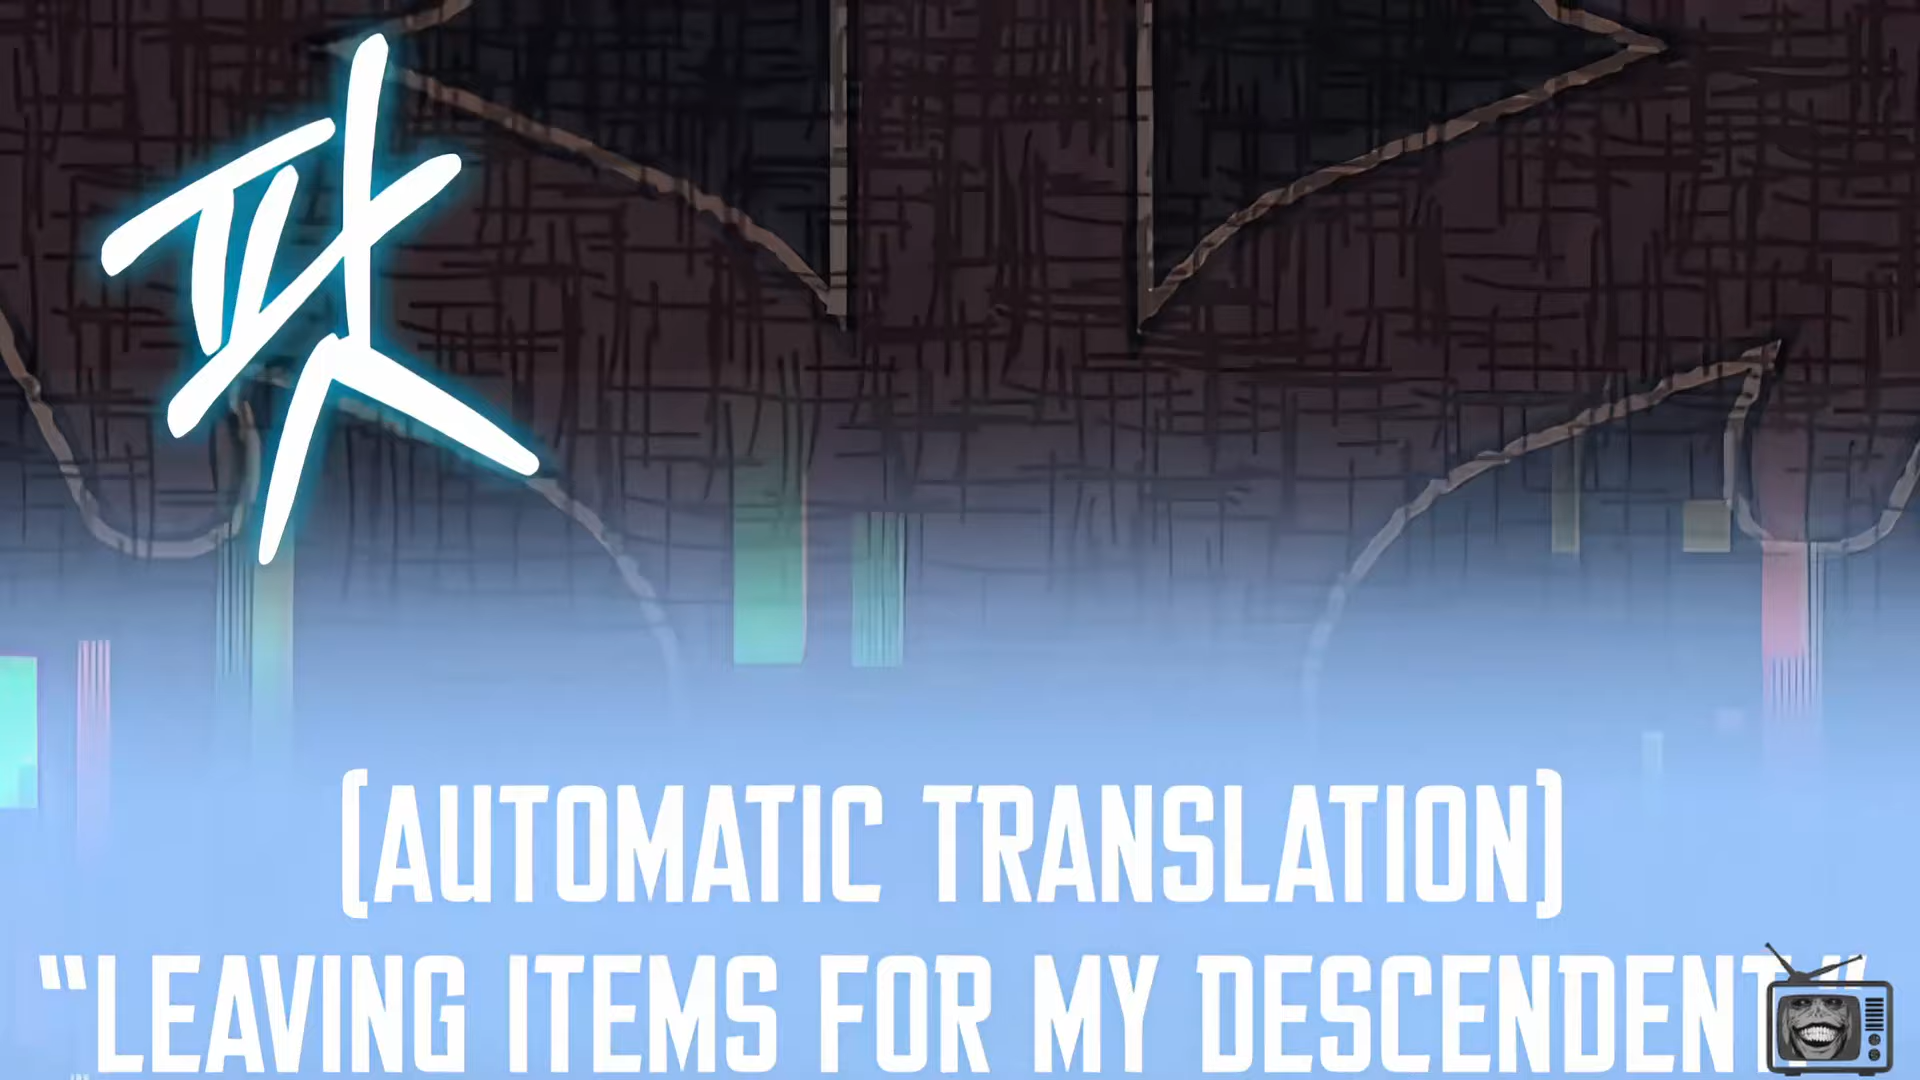 팟
(AUTOMATIC TRANSLATION)
“LEAVING ITEMS FOR MY DESCENDENT.”